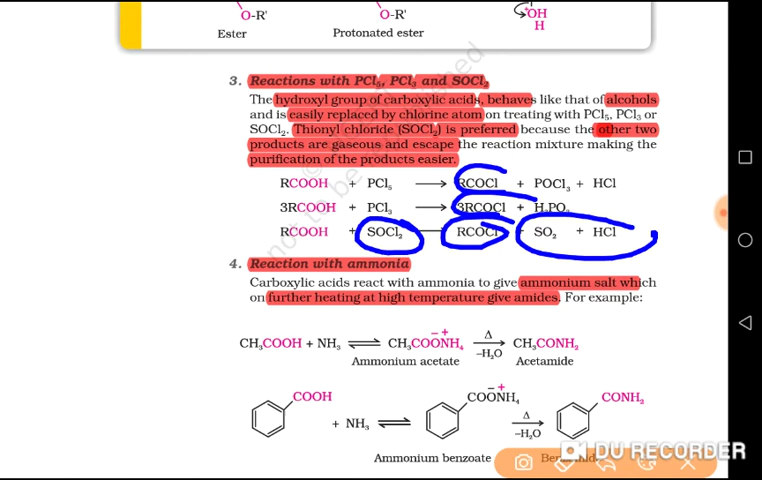 O-R'
O-R'
+OH
H
Ester
Protonated ester
3. Reactions with PCl₅, PCl₃ and SOCl₂
The hydroxyl group of carboxylic acids, behaves like that of alcohols
and is easily replaced by chlorine atom on treating with PCl₅, PCl₃ or
SOCl₂. Thionyl chloride (SOCl₂) is preferred because the other two
products are gaseous and escape the reaction mixture making the
purification of the products easier.
RCOOH + PCl₅ ⟶ RCOCl + POCl₃ + HCl
3RCOOH + PCl₃ ⟶ 3RCOCl + H₃PO₃
RCOOH + SOCl₂ ⟶ RCOCl + SO₂ + HCl
4. Reaction with ammonia
Carboxylic acids react with ammonia to give ammonium salt which
on further heating at high temperature give amides. For example:
CH₃COOH + NH₃ ⇌ CH₃COO⁻NH₄⁺ Δ −H₂O ⟶ CH₃CONH₂
Ammonium acetate Acetamide
COOH COO⁻NH₄⁺ CONH₂
+ NH₃ ⇌ Δ −H₂O ⟶
DU RECORDER
Ammonium benzoate